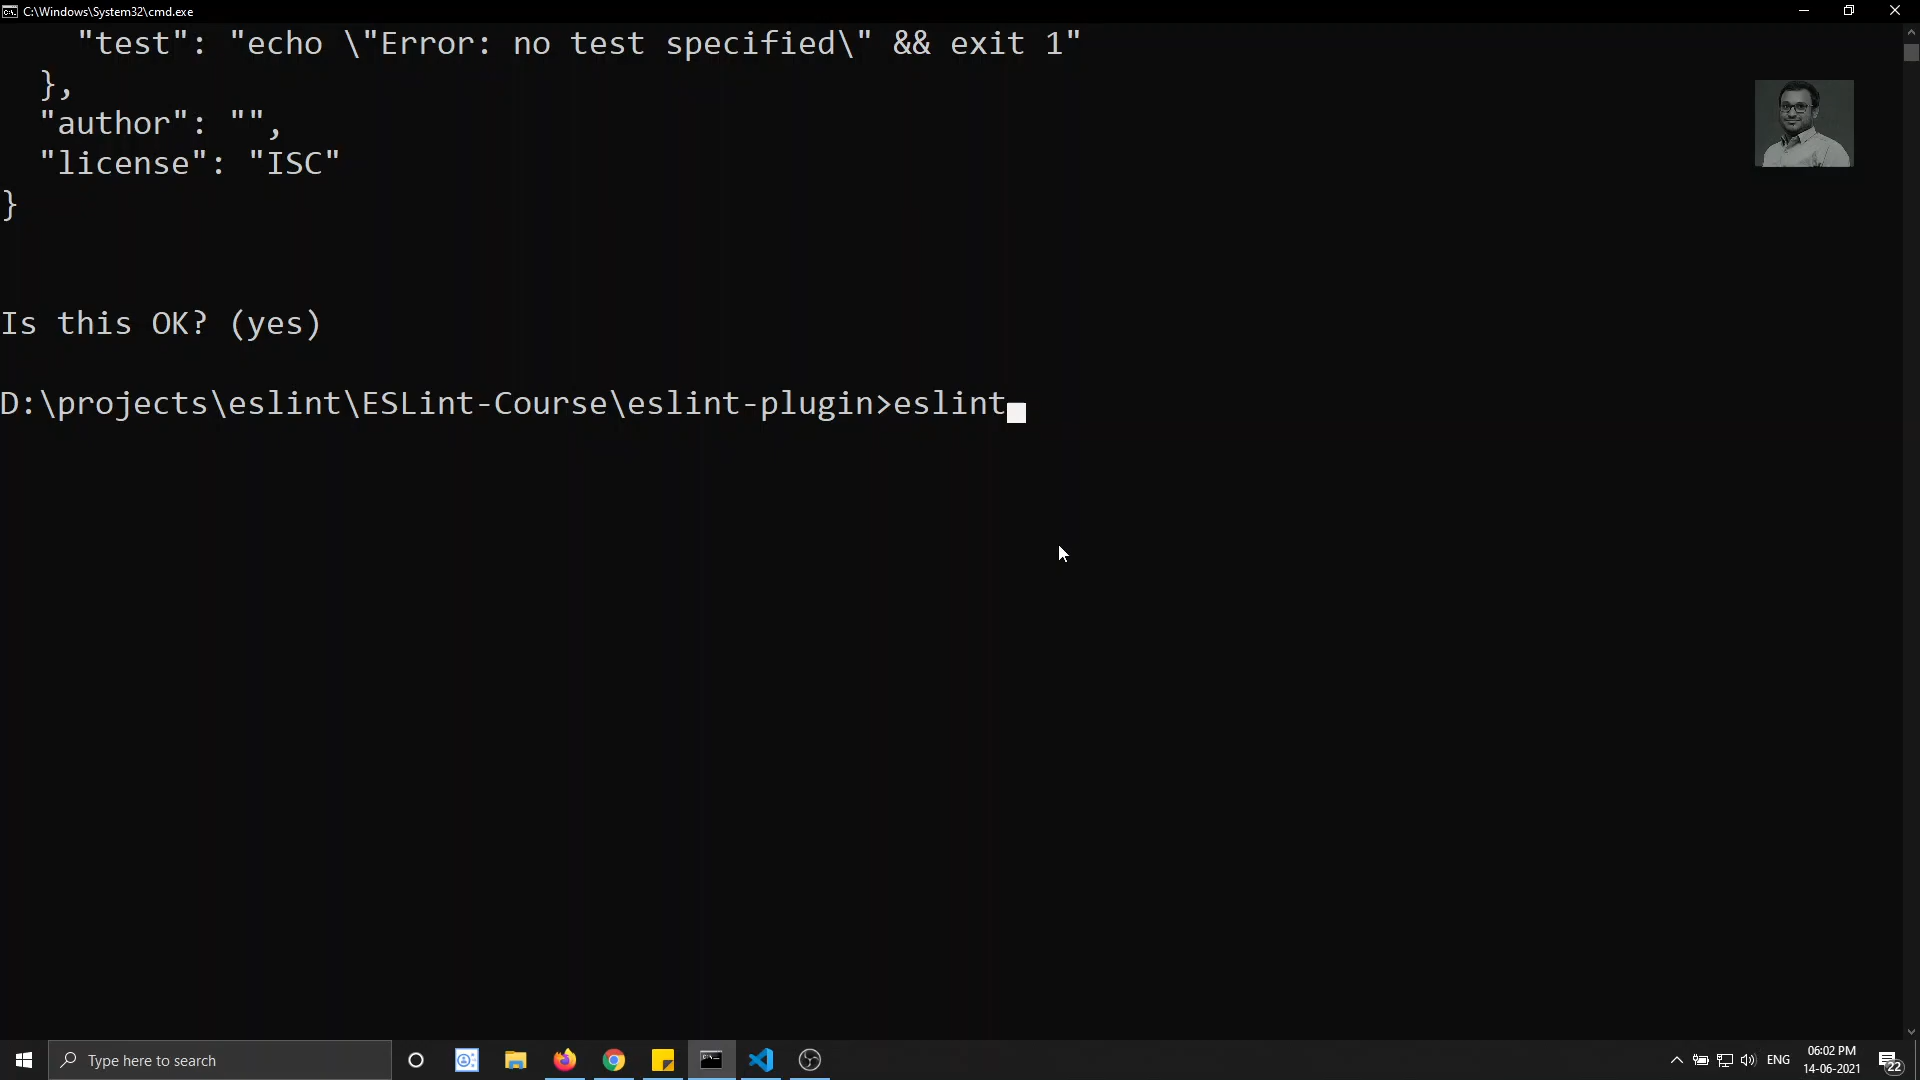 C:\Windows\System32\cmd.exe
"test": "echo \"Error: no test specified\" && exit 1"
},
"author": "",
"license": "ISC"
}
Is this OK? (yes)
D:\projects\eslint\ESLint-Course\eslint-plugin>eslint
Type here to search
ENG
06:02 PM
14-06-2021
22